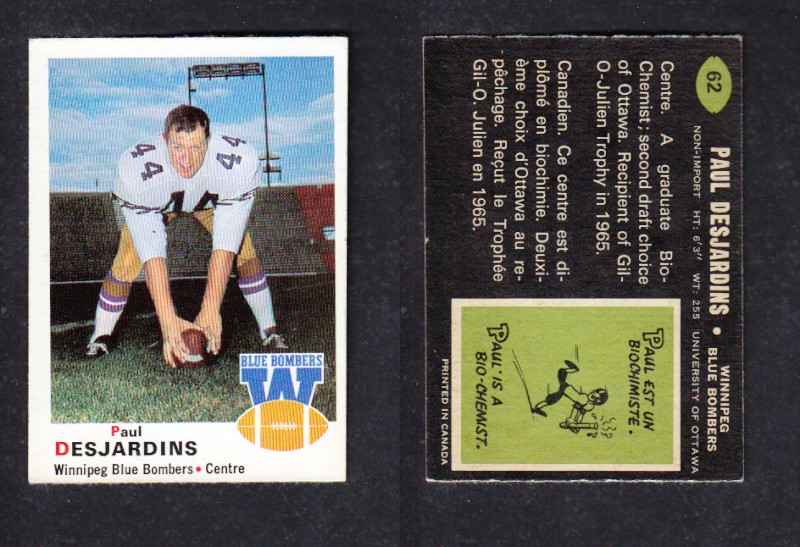 44
44
44
BLUE BOMBERS
W
Paul
DESJARDINS
Winnipeg Blue Bombers • Centre
62
PAUL DESJARDINS • WINNIPEG BLUE BOMBERS
NON-IMPORT HT: 6'3" WT: 255 UNIVERSITY OF OTTAWA
Centre. A graduate Bio-
Chemist; second draft choice
of Ottawa. Recipient of Gil-
O-Julien Trophy in 1965.
Canadien. Ce centre est di-
plômé en biochimie. Deuxi-
ème choix d'Ottawa au re-
pêchage. Reçut le Trophée
Gil-O. Julien en 1965.
PAUL EST UN
BIOCHIMISTE.
PAUL IS A
BIO-CHEMIST.
PRINTED IN CANADA